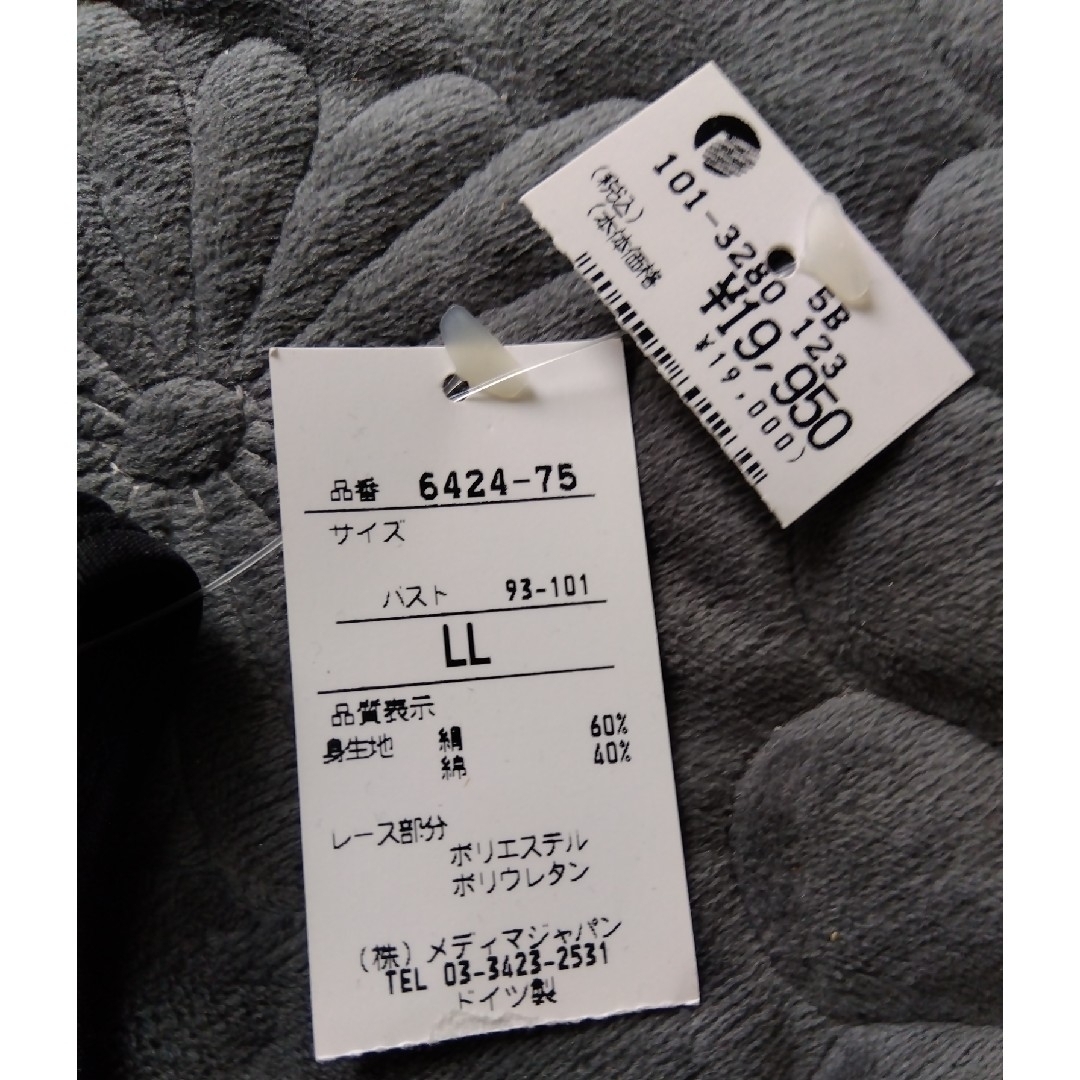 101-3280 5B
123
(税込)
¥19,950
(本体価格
¥19,000)
品番 6424-75
サイズ
バスト 93-101
LL
品質表示
身生地 絹 60%
綿 40%
レース部分
ポリエステル
ポリウレタン
(株)メディマジャパン
TEL 03-3423-2531
ドイツ製